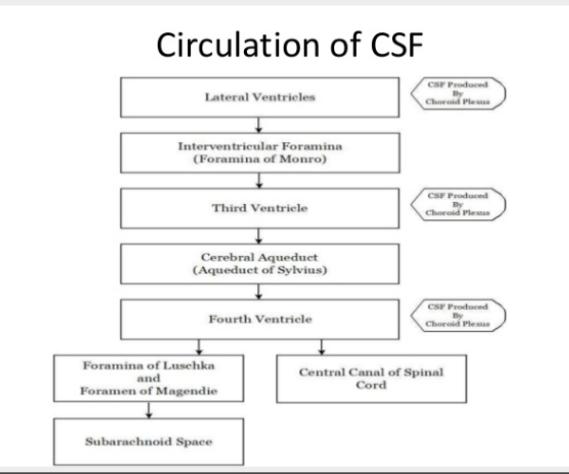 Circulation of CSF
Lateral Ventricles
CSF Produced
By
Choroid Plexus
Interventricular Foramina
(Foramina of Monro)
Third Ventricle
CSF Produced
By
Choroid Plexus
Cerebral Aqueduct
(Aqueduct of Sylvius)
Fourth Ventricle
CSF Produced
By
Choroid Plexus
Foramina of Luschka
and
Foramen of Magendie
Central Canal of Spinal
Cord
Subarachnoid Space